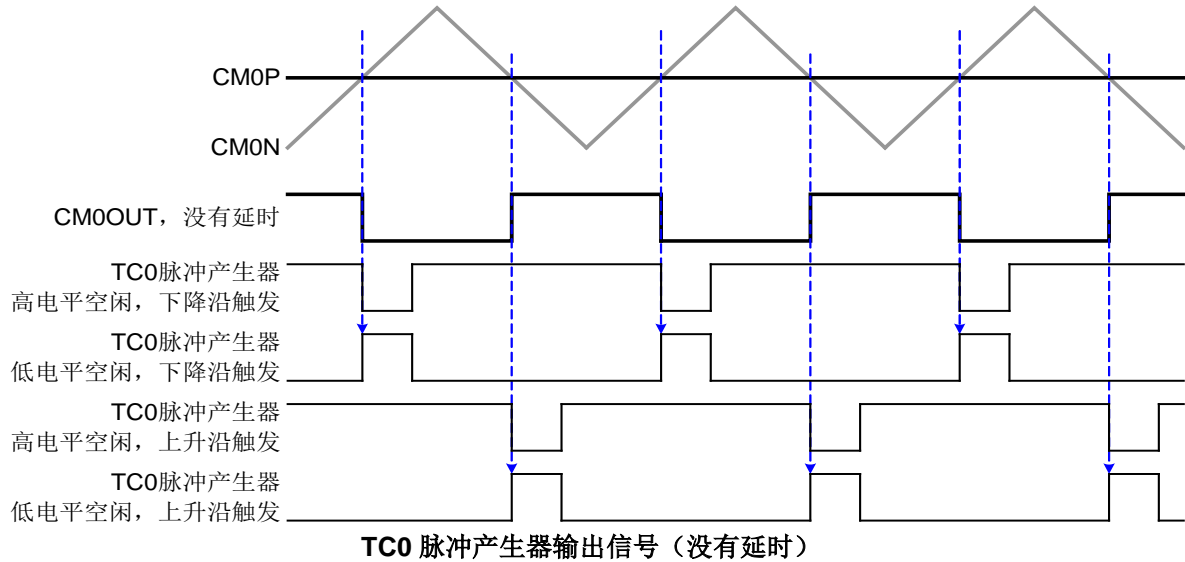 CM0P
CM0N
CM0OUT，没有延时
TC0脉冲产生器
高电平空闲，下降沿触发
TC0脉冲产生器
低电平空闲，下降沿触发
TC0脉冲产生器
高电平空闲，上升沿触发
TC0脉冲产生器
低电平空闲，上升沿触发
TC0 脉冲产生器输出信号（没有延时）